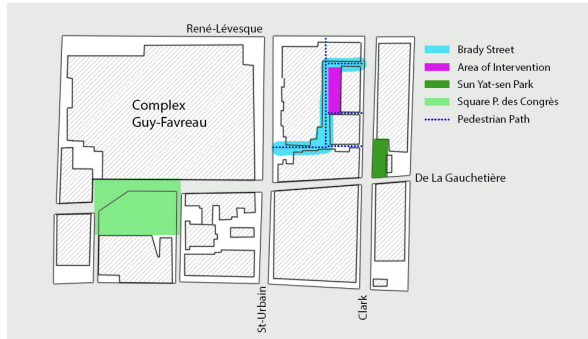 René-Lévesque
Brady Street
Area of Intervention
Sun Yat-sen Park
Square P. des Congrès
Pedestrian Path
Complex
Guy-Favreau
De La Gauchetière
St-Urbain
Clark